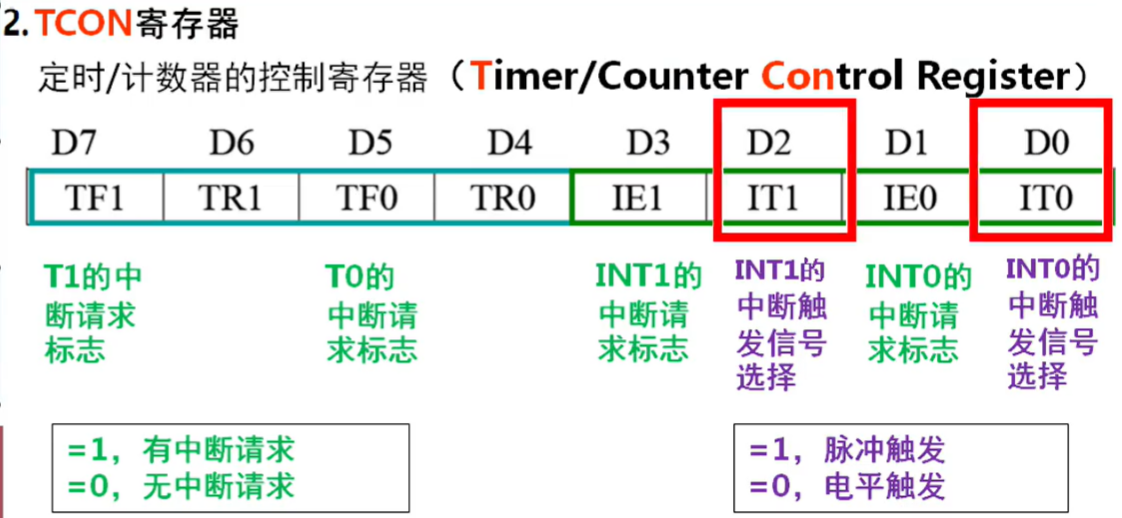 2. TCON寄存器
定时/计数器的控制寄存器（Timer/Counter Control Register）
D7 D6 D5 D4 D3 D2 D1 D0
TF1 TR1 TF0 TR0 IE1 IT1 IE0 IT0
T1的中
断请求
标志
T0的
中断请
求标志
INT1的
中断请
求标志
INT1的
中断触
发信号
选择
INT0的
中断请
求标志
INT0的
中断触
发信号
选择
=1，有中断请求
=0，无中断请求
=1，脉冲触发
=0，电平触发